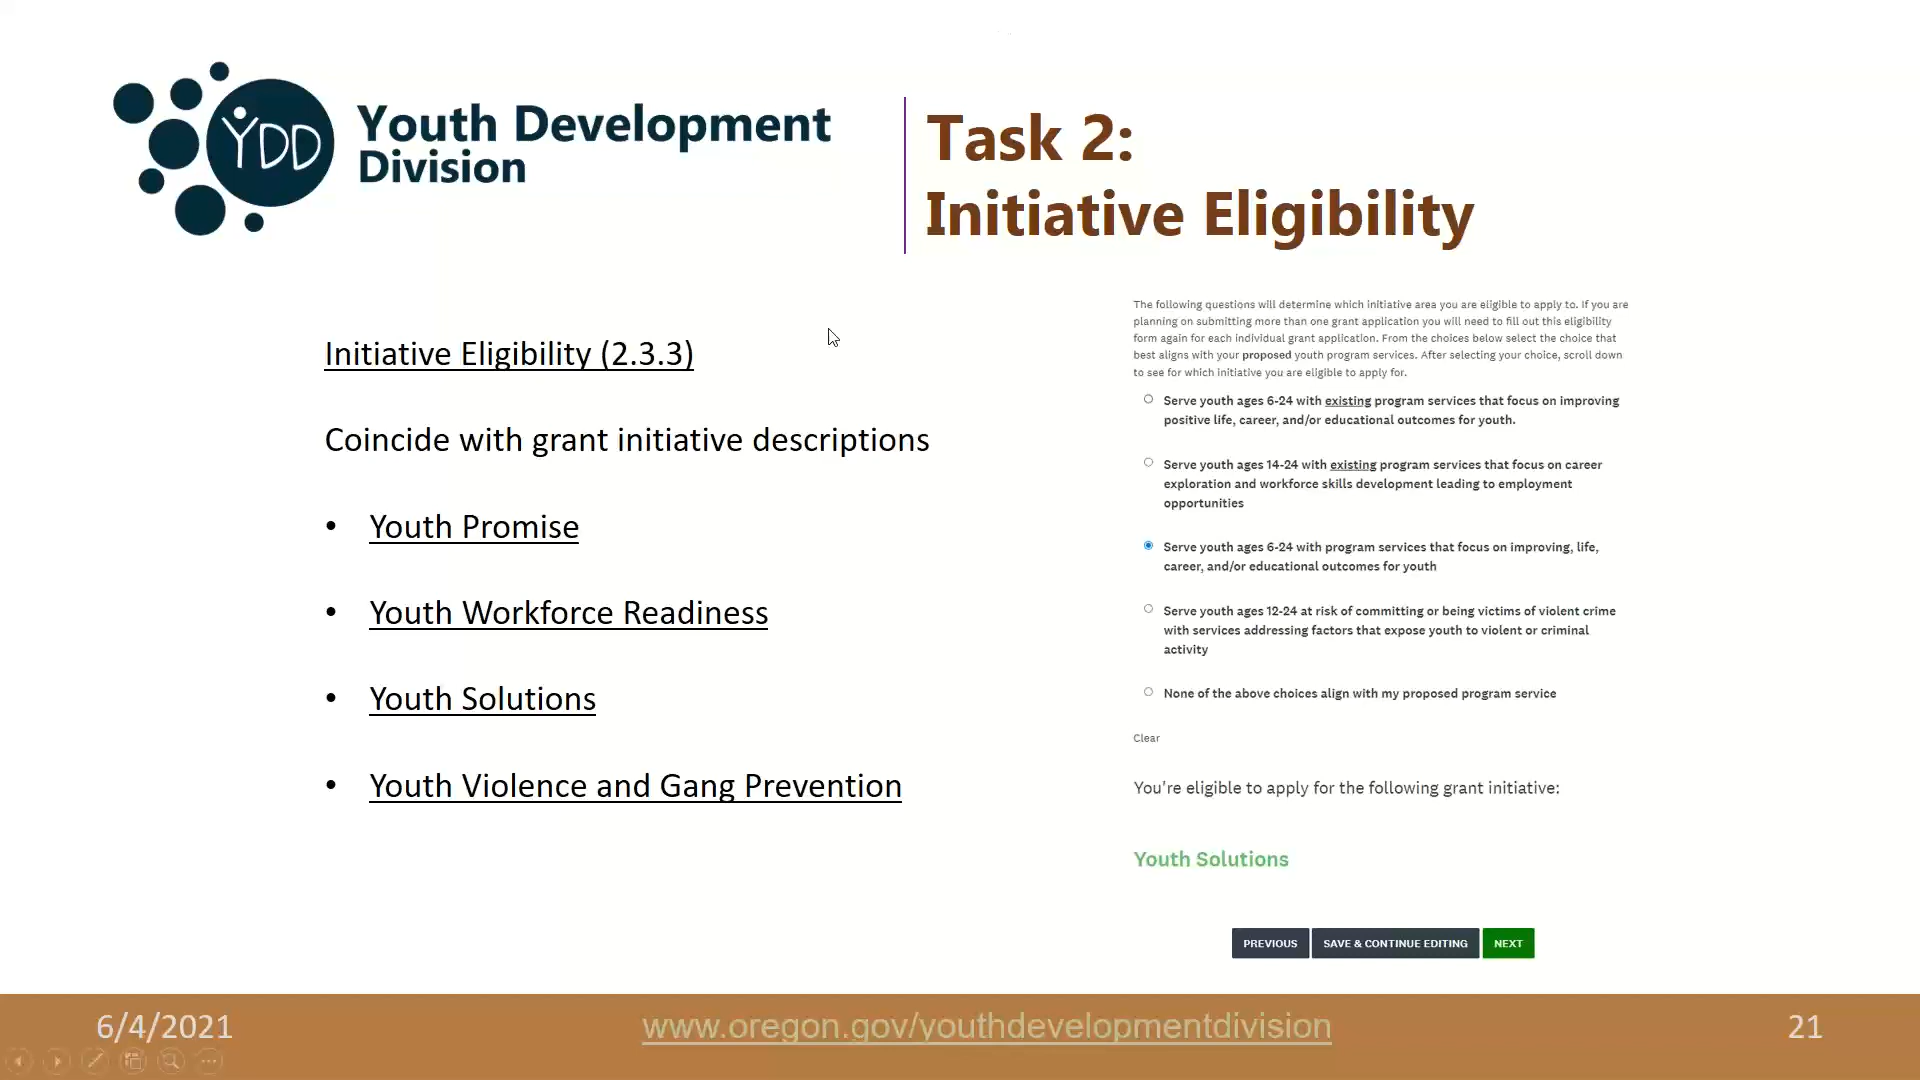 YDD
Youth Development
Division
Task 2:
Initiative Eligibility
Initiative Eligibility (2.3.3)
Coincide with grant initiative descriptions
• Youth Promise
• Youth Workforce Readiness
• Youth Solutions
• Youth Violence and Gang Prevention
The following questions will determine which initiative area you are eligible to apply to. If you are
planning on submitting more than one grant application you will need to fill out this eligibility
form again for each individual grant application. From the choices below select the choice that
best aligns with your proposed youth program services. After selecting your choice, scroll down
to see for which initiative you are eligible to apply for.
Serve youth ages 6-24 with existing program services that focus on improving
positive life, career, and/or educational outcomes for youth.
Serve youth ages 14-24 with existing program services that focus on career
exploration and workforce skills development leading to employment
opportunities
Serve youth ages 6-24 with program services that focus on improving, life,
career, and/or educational outcomes for youth
Serve youth ages 12-24 at risk of committing or being victims of violent crime
with services addressing factors that expose youth to violent or criminal
activity
None of the above choices align with my proposed program service
Clear
You're eligible to apply for the following grant initiative:
Youth Solutions
PREVIOUS SAVE & CONTINUE EDITING NEXT
6/4/2021
www.oregon.gov/youthdevelopmentdivision
21